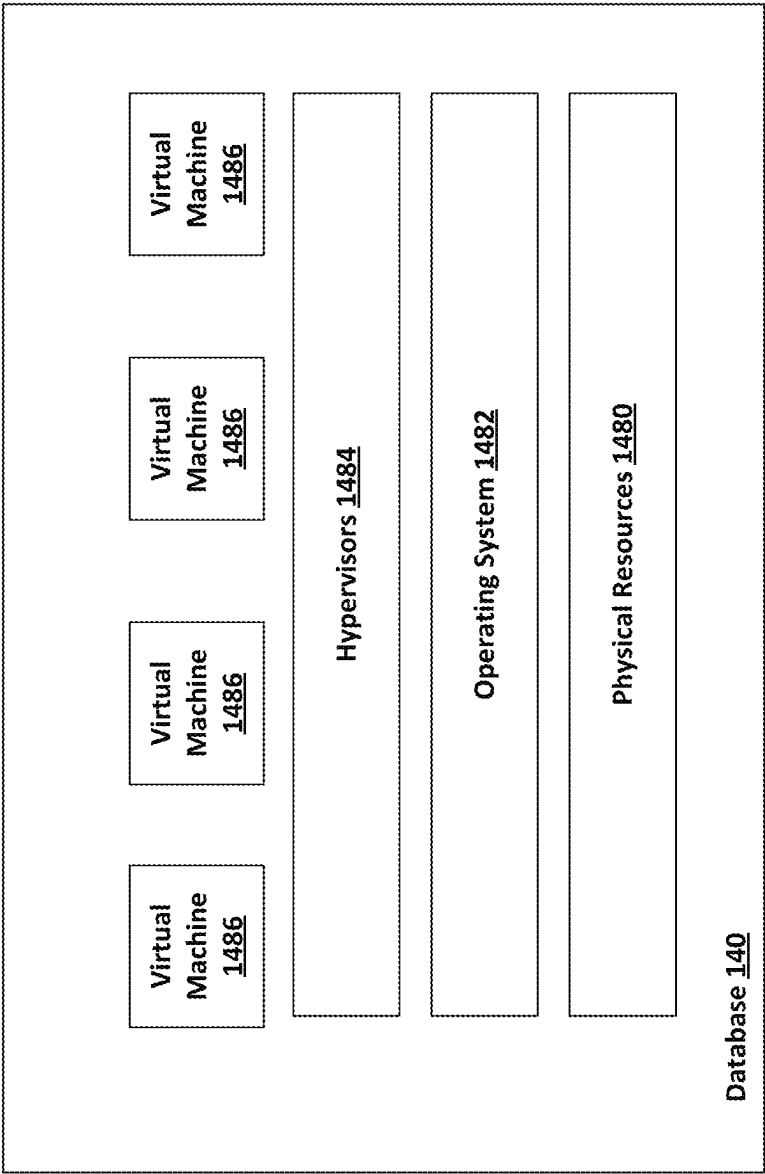 Virtual
Machine
1486
Virtual
Machine
1486
Virtual
Machine
1486
Virtual
Machine
1486
Hypervisors 1484
Operating System 1482
Physical Resources 1480
Database 140